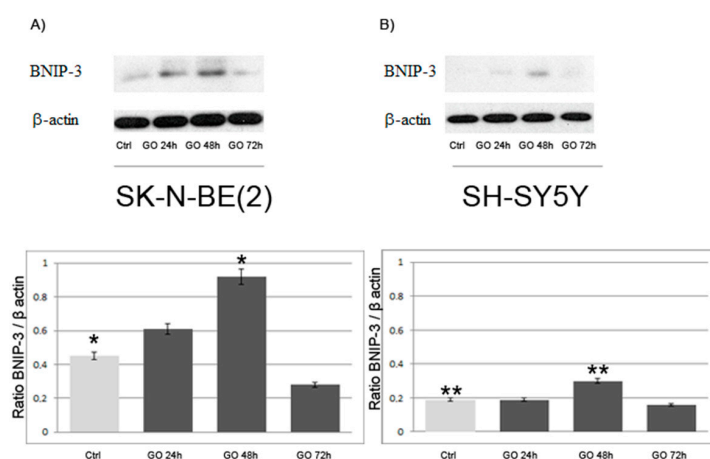 A)
BNIP-3
β-actin
Ctrl GO 24h GO 48h GO 72h
SK-N-BE(2)
B)
BNIP-3
β-actin
Ctrl GO 24h GO 48h GO 72h
SH-SY5Y
Ratio BNIP-3 / β actin
1
0.8
0.6
0.4
0.2
0
*
*
Ctrl GO 24h GO 48h GO 72h
Ratio BNIP-3 / β actin
1
0.8
0.6
0.4
0.2
0
**
**
Ctrl GO 24h GO 48h GO 72h